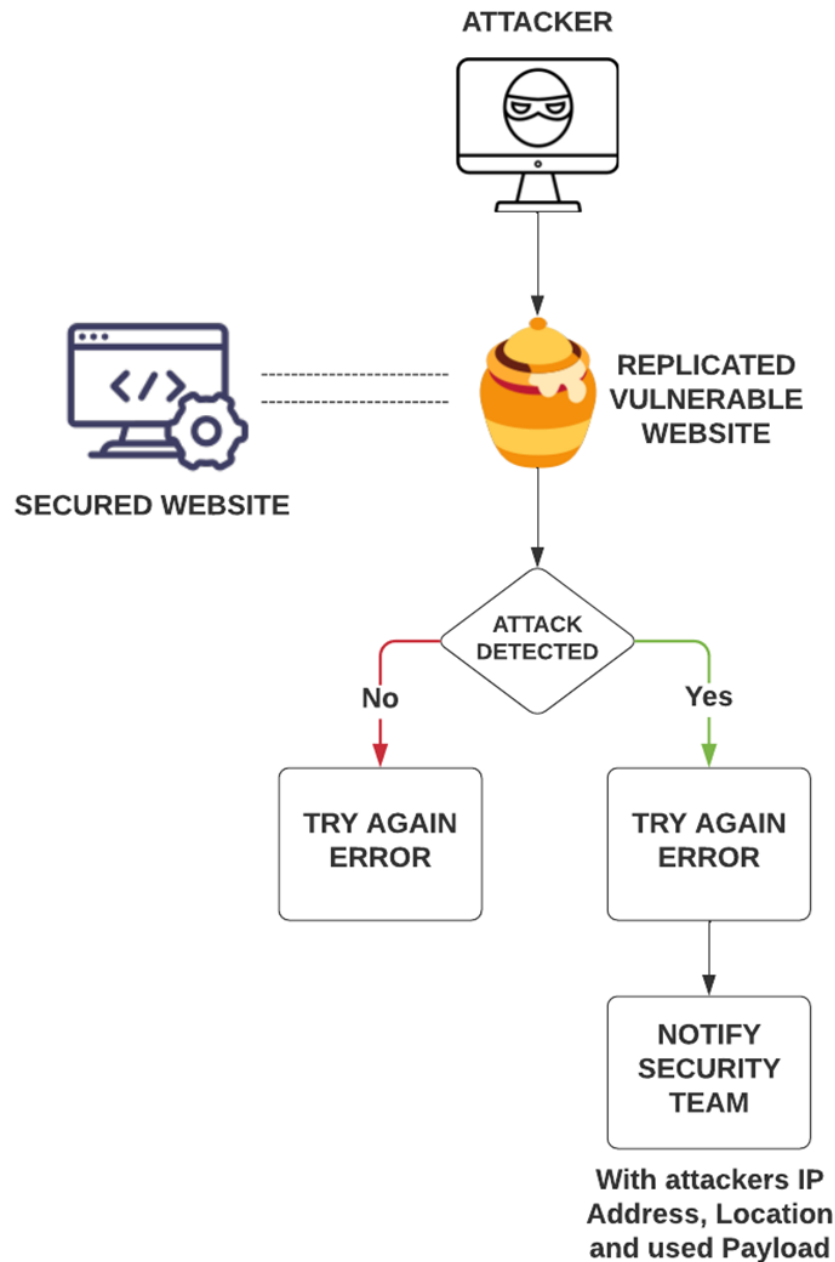 ATTACKER
REPLICATED
VULNERABLE
WEBSITE
SECURED WEBSITE
ATTACK
DETECTED
No
Yes
TRY AGAIN
ERROR
TRY AGAIN
ERROR
NOTIFY
SECURITY
TEAM
With attackers IP
Address, Location
and used Payload